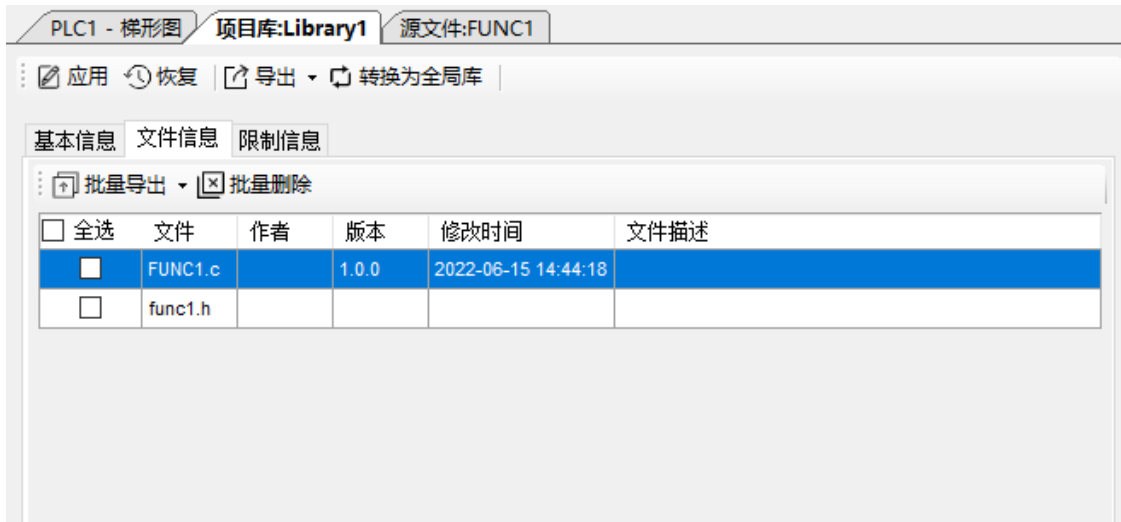 PLC1 - 梯形图 项目库:Library1 源文件:FUNC1
应用 恢复 导出 转换为全局库
基本信息 文件信息 限制信息
批量导出 批量删除
全选 文件 作者 版本 修改时间 文件描述
FUNC1.c 1.0.0 2022-06-15 14:44:18
func1.h